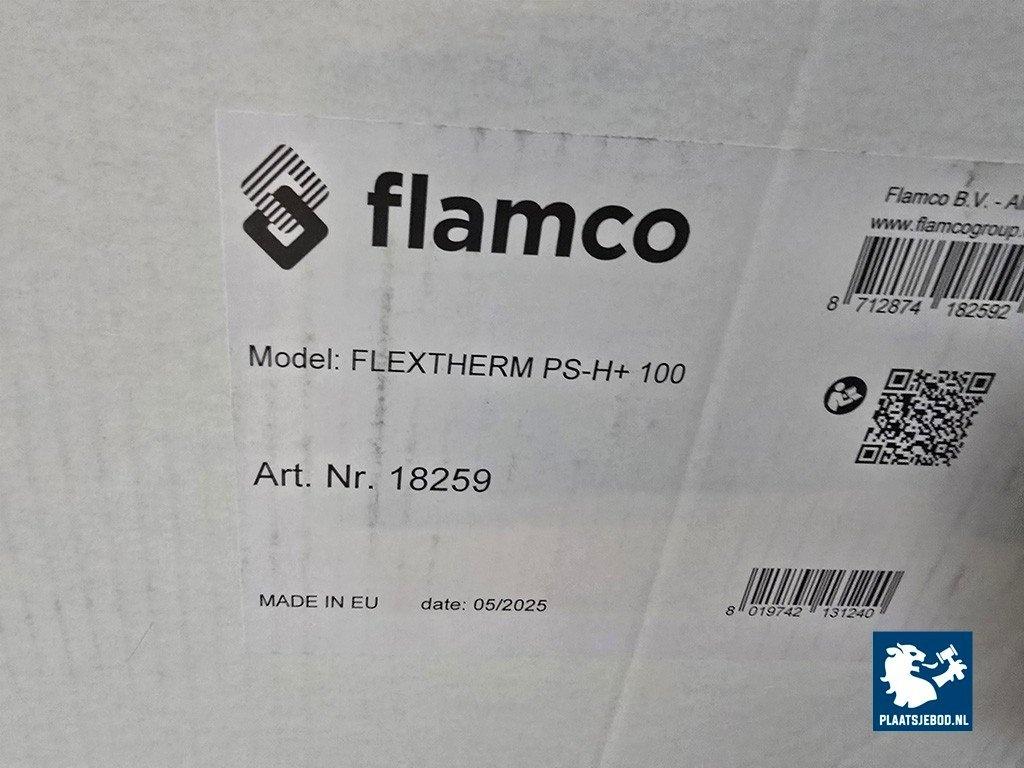 flamco
Flamco B.V. - Al
www.flamcogroup.
8 712874 182592
Model: FLEXTHERM PS-H+ 100
Art. Nr. 18259
MADE IN EU date: 05/2025
8 019742 131240
PLAATSJEBOD.NL